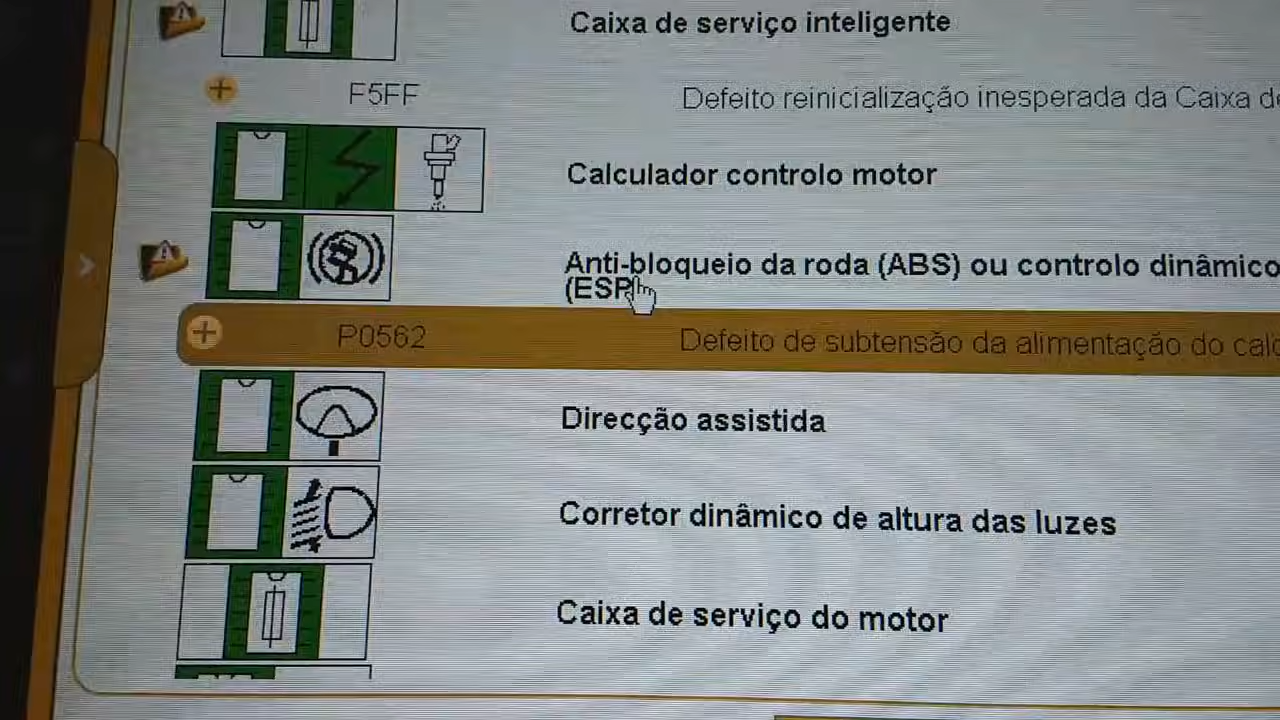 Caixa de serviço inteligente
F5FF
Defeito reinicialização inesperada da Caixa
Calculador controlo motor
Anti-bloqueio da roda (ABS) ou controlo dinâmico
(ESP)
P0562
Defeito de subtensão da alimentação do
Direcção assistida
Corretor dinâmico de altura das luzes
Caixa de serviço do motor